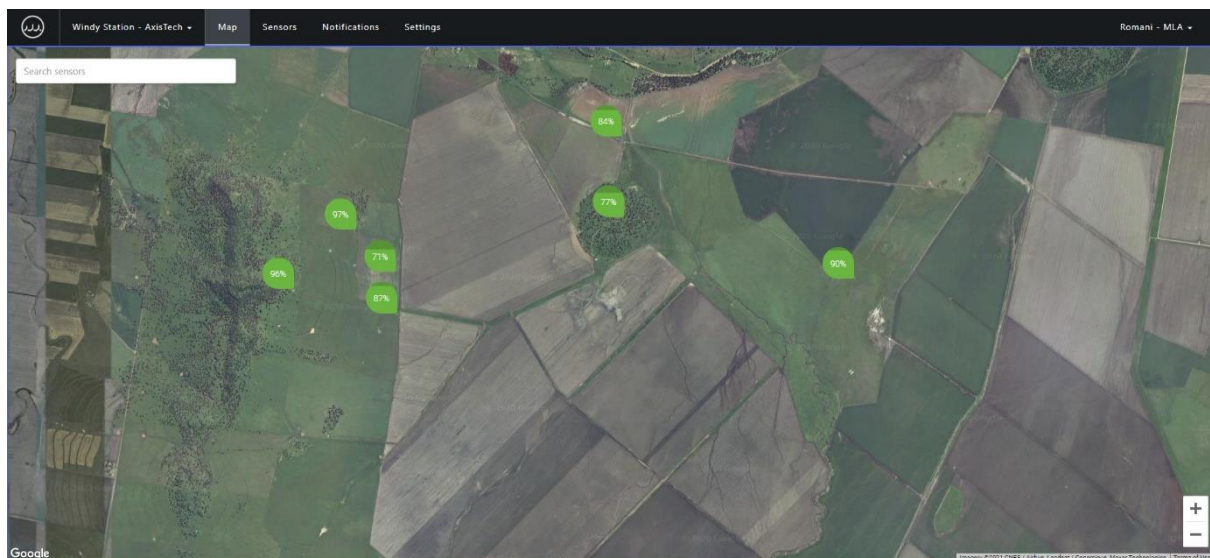 Windy Station - AxisTech
Map
Sensors
Notifications
Settings
Romani - MLA
Search sensors
84%
77%
97%
71%
96%
87%
90%
+
−
Google